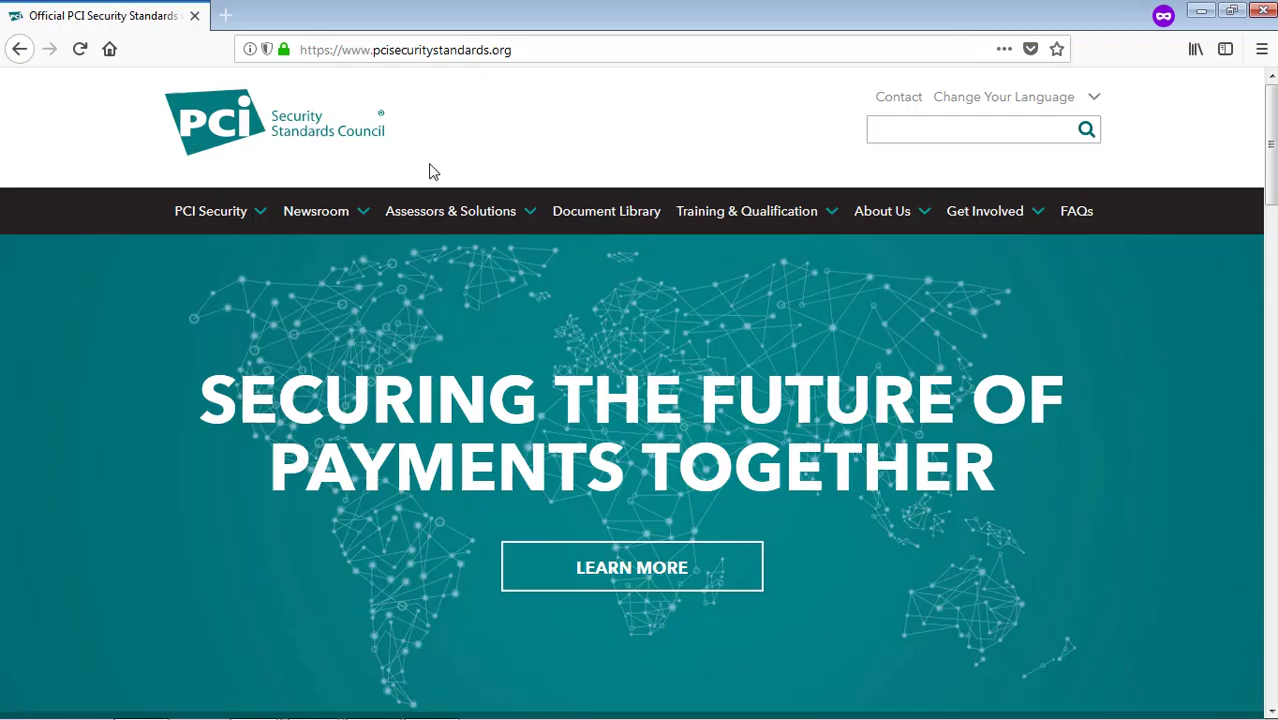 Official PCI Security Standards
https://www.pcisecuritystandards.org
PCi Security
Standards Council ®
Contact Change Your Language
PCI Security Newsroom Assessors & Solutions Document Library Training & Qualification About Us Get Involved FAQs
SECURING THE FUTURE OF
PAYMENTS TOGETHER
LEARN MORE